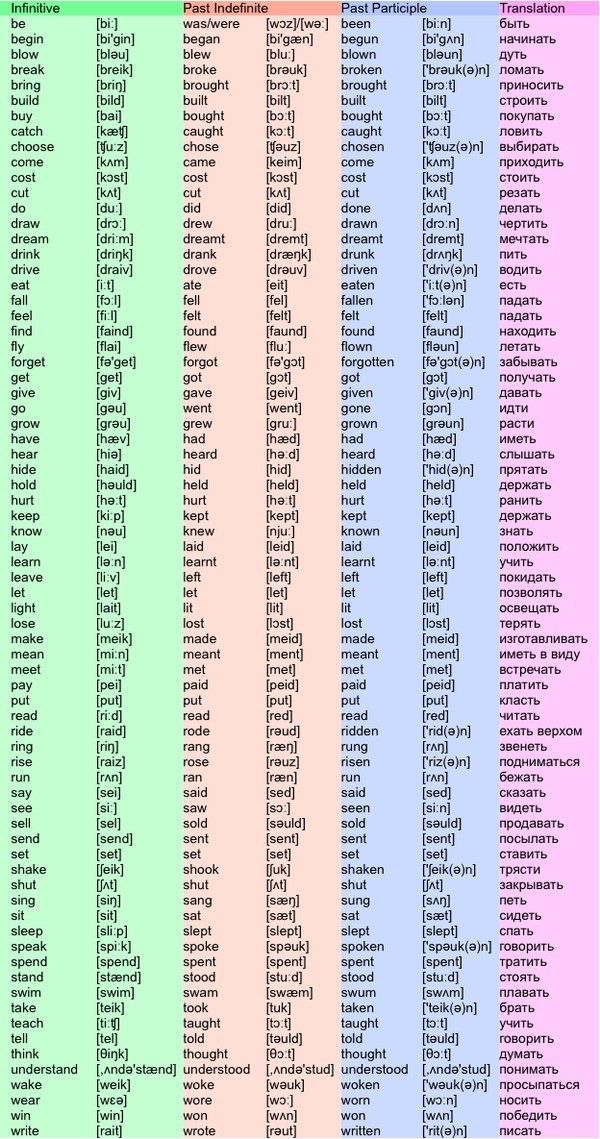 Infinitive Past Indefinite Past Participle Translation
be [bi:] was/were [wɔz]/[wə:] been [bi:n] быть
begin [bi'gin] began [bi'gæn] begun [bi'gʌn] начинать
blow [bləu] blew [blu:] blown [bləun] дуть
break [breik] broke [brəuk] broken ['brəuk(ə)n] ломать
bring [briŋ] brought [brɔ:t] brought [brɔ:t] приносить
build [bild] built [bilt] built [bilt] строить
buy [bai] bought [bɔ:t] bought [bɔ:t] покупать
catch [kæʧ] caught [kɔ:t] caught [kɔ:t] ловить
choose [ʧu:z] chose [ʧəuz] chosen ['ʧəuz(ə)n] выбирать
come [kʌm] came [keim] come [kʌm] приходить
cost [kɔst] cost [kɔst] cost [kɔst] стоить
cut [kʌt] cut [kʌt] cut [kʌt] резать
do [du:] did [did] done [dʌn] делать
draw [drɔ:] drew [dru:] drawn [drɔ:n] чертить
dream [dri:m] dreamt [dremt] dreamt [dremt] мечтать
drink [driŋk] drank [dræŋk] drunk [drʌŋk] пить
drive [draiv] drove [drəuv] driven ['driv(ə)n] водить
eat [i:t] ate [eit] eaten ['i:t(ə)n] есть
fall [fɔ:l] fell [fel] fallen ['fɔ:lən] падать
feel [fi:l] felt [felt] felt [felt] падать
find [faind] found [faund] found [faund] находить
fly [flai] flew [flu:] flown [fləun] летать
forget [fə'get] forgot [fə'gɔt] forgotten [fə'gɔt(ə)n] забывать
get [get] got [gɔt] got [gɔt] получать
give [giv] gave [geiv] given ['giv(ə)n] давать
go [gəu] went [went] gone [gɔn] идти
grow [grəu] grew [gru:] grown [grəun] расти
have [hæv] had [hæd] had [hæd] иметь
hear [hiə] heard [hə:d] heard [hə:d] слышать
hide [haid] hid [hid] hidden ['hid(ə)n] прятать
hold [həuld] held [held] held [held] держать
hurt [hə:t] hurt [hə:t] hurt [hə:t] ранить
keep [ki:p] kept [kept] kept [kept] держать
know [nəu] knew [nju:] known [nəun] знать
lay [lei] laid [leid] laid [leid] положить
learn [lə:n] learnt [lə:nt] learnt [lə:nt] учить
leave [li:v] left [left] left [left] покидать
let [let] let [let] let [let] позволять
light [lait] lit [lit] lit [lit] освещать
lose [lu:z] lost [lɔst] lost [lɔst] терять
make [meik] made [meid] made [meid] изготавливать
mean [mi:n] meant [ment] meant [ment] иметь в виду
meet [mi:t] met [met] met [met] встречать
pay [pei] paid [peid] paid [peid] платить
put [put] put [put] put [put] класть
read [ri:d] read [red] read [red] читать
ride [raid] rode [rəud] ridden ['rid(ə)n] ехать верхом
ring [riŋ] rang [ræŋ] rung [rʌŋ] звенеть
rise [raiz] rose [rəuz] risen ['riz(ə)n] подниматься
run [rʌn] ran [ræn] run [rʌn] бежать
say [sei] said [sed] said [sed] сказать
see [si:] saw [sɔ:] seen [si:n] видеть
sell [sel] sold [səuld] sold [səuld] продавать
send [send] sent [sent] sent [sent] посылать
set [set] set [set] set [set] ставить
shake [ʃeik] shook [ʃuk] shaken ['ʃeik(ə)n] трясти
shut [ʃʌt] shut [ʃʌt] shut [ʃʌt] закрывать
sing [siŋ] sang [sæŋ] sung [sʌŋ] петь
sit [sit] sat [sæt] sat [sæt] сидеть
sleep [sli:p] slept [slept] slept [slept] спать
speak [spi:k] spoke [spəuk] spoken ['spəuk(ə)n] говорить
spend [spend] spent [spent] spent [spent] тратить
stand [stænd] stood [stu:d] stood [stu:d] стоять
swim [swim] swam [swæm] swum [swʌm] плавать
take [teik] took [tuk] taken ['teik(ə)n] брать
teach [ti:ʧ] taught [tɔ:t] taught [tɔ:t] учить
tell [tel] told [təuld] told [təuld] говорить
think [θiŋk] thought [θɔ:t] thought [θɔ:t] думать
understand [ˌʌndə'stænd] understood [ˌʌndə'stud] understood [ˌʌndə'stud] понимать
wake [weik] woke [wəuk] woken ['wəuk(ə)n] просыпаться
wear [wɛə] wore [wɔ:] worn [wɔ:n] носить
win [win] won [wʌn] won [wʌn] победить
write [rait] wrote [rəut] written ['rit(ə)n] писать